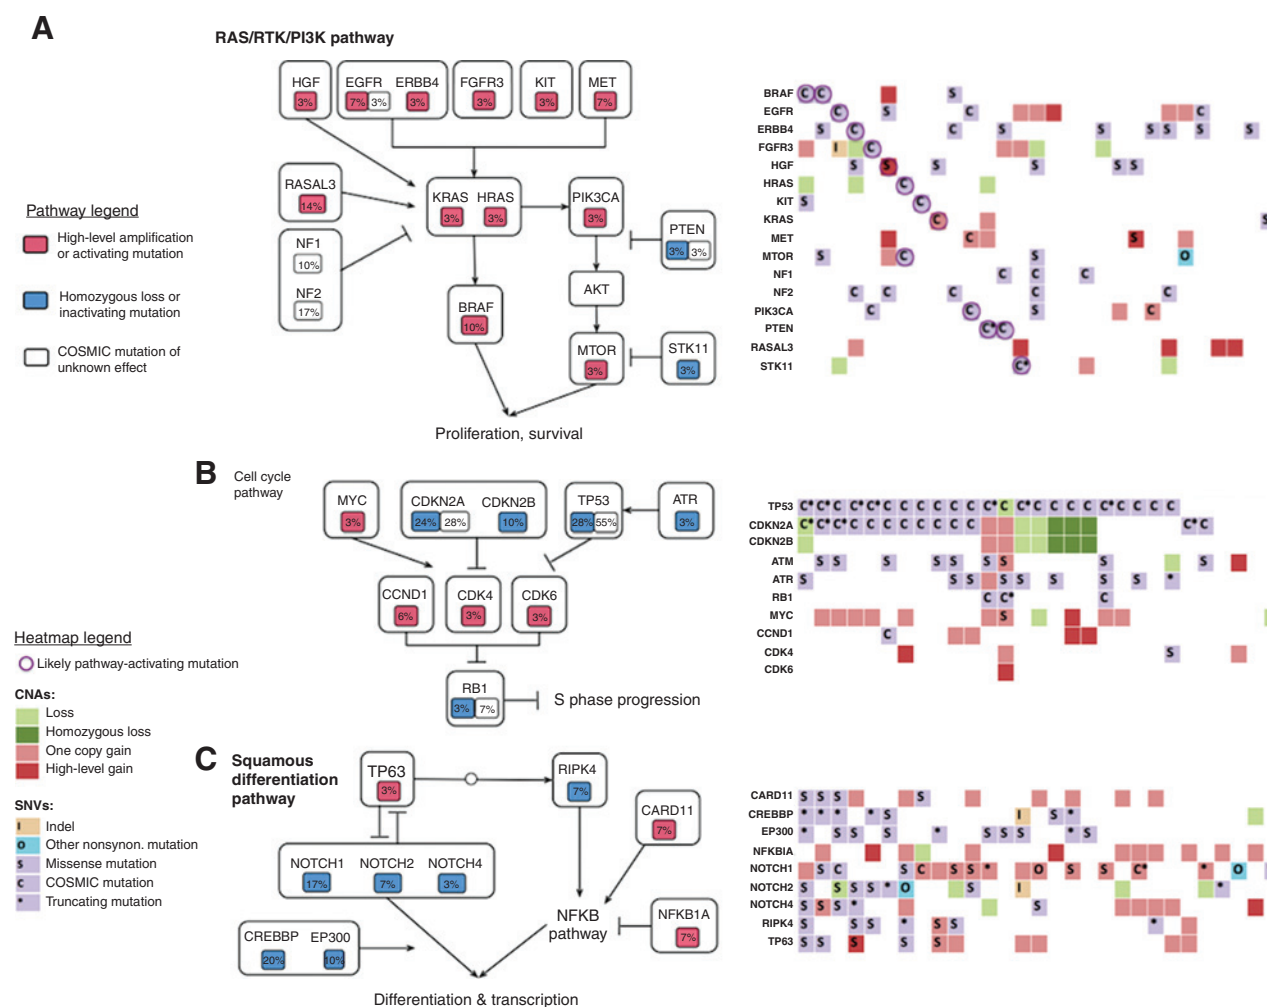 A
RAS/RTK/PI3K pathway
HGF
3%
EGFR ERBB4
7% 3% 3%
FGFR3
3%
KIT
3%
MET
7%
RASAL3
14%
KRAS HRAS
3% 3%
PIK3CA
3%
PTEN
3% 3%
NF1
10%
NF2
17%
AKT
BRAF
10%
MTOR
3%
STK11
3%
Proliferation, survival
Pathway legend
High-level amplification
or activating mutation
Homozygous loss or
inactivating mutation
COSMIC mutation of
unknown effect
BRAF C C S
EGFR C S C C
ERBB4 S C C S S S S S S
FGFR3 I C
HGF S S S S S S
HRAS C
KIT S C
KRAS C S
MET C S
MTOR S C S O
NF1 C C C
NF2 C C C C C
PIK3CA C C S C
PTEN C* C
RASAL3
STK11 C*
B
Cell cycle
pathway
MYC
3%
CDKN2A CDKN2B
24% 28% 10%
TP53
28% 55%
ATR
3%
CCND1
6%
CDK4
3%
CDK6
3%
RB1
3% 7%
S phase progression
TP53 C* C* C C* C* C C C C C C C* C C* C C C C C* C C C C
CDKN2A C* C* C* C C C C C C C C C* C
CDKN2B
ATM S S S S S S S S S
ATR S S S S S S S S *
RB1 C C* C
MYC S
CCND1 C
CDK4 S
CDK6
Heatmap legend
Likely pathway-activating mutation
CNAs:
Loss
Homozygous loss
One copy gain
High-level gain
SNVs:
I Indel
O Other nonsynon. mutation
S Missense mutation
C COSMIC mutation
* Truncating mutation
C
Squamous
differentiation
pathway
TP63
3%
RIPK4
7%
CARD11
7%
NOTCH1 NOTCH2 NOTCH4
17% 7% 3%
CREBBP EP300
20% 10%
NFKB
pathway
NFKB1A
7%
Differentiation & transcription
CARD11 S S S S
CREBBP * * * * S I S *
EP300 * S S S * S S S * S
NFKBIA
NOTCH1 S C S C S S * O S S C* * O
NOTCH2 S S S S * O S S I S *
NOTCH4 S S S * S
RIPK4 S S S * S S * S
TP63 S S S S S